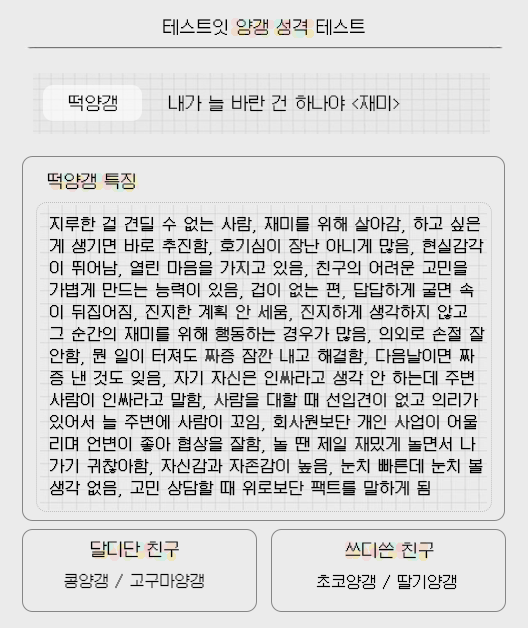 테스트잇 양갱 성격 테스트
떡양갱 내가 늘 바란 건 하나야 <재미>
떡양갱 특징
지루한 걸 견딜 수 없는 사람, 재미를 위해 살아감, 하고 싶은
게 생기면 바로 추진함, 호기심이 장난 아니게 많음, 현실감각
이 뛰어남, 열린 마음을 가지고 있음, 친구의 어려운 고민을
가볍게 만드는 능력이 있음, 겁이 없는 편, 답답하게 굴면 속
이 뒤집어짐, 진지한 계획 안 세움, 진지하게 생각하지 않고
그 순간의 재미를 위해 행동하는 경우가 많음, 의외로 손절 잘
안함, 뭔 일이 터져도 짜증 잠깐 내고 해결함, 다음날이면 짜
증 낸 것도 잊음, 자기 자신은 인싸라고 생각 안 하는데 주변
사람이 인싸라고 말함, 사람을 대할 때 선입견이 없고 의리가
있어서 늘 주변에 사람이 꼬임, 회사원보단 개인 사업이 어울
리며 언변이 좋아 협상을 잘함, 놀 땐 제일 재밌게 놀면서 나
가기 귀찮아함, 자신감과 자존감이 높음, 눈치 빠른데 눈치 볼
생각 없음, 고민 상담할 때 위로보단 팩트를 말하게 됨
달디단 친구
콩양갱 / 고구마양갱
쓰디쓴 친구
초코양갱 / 딸기양갱